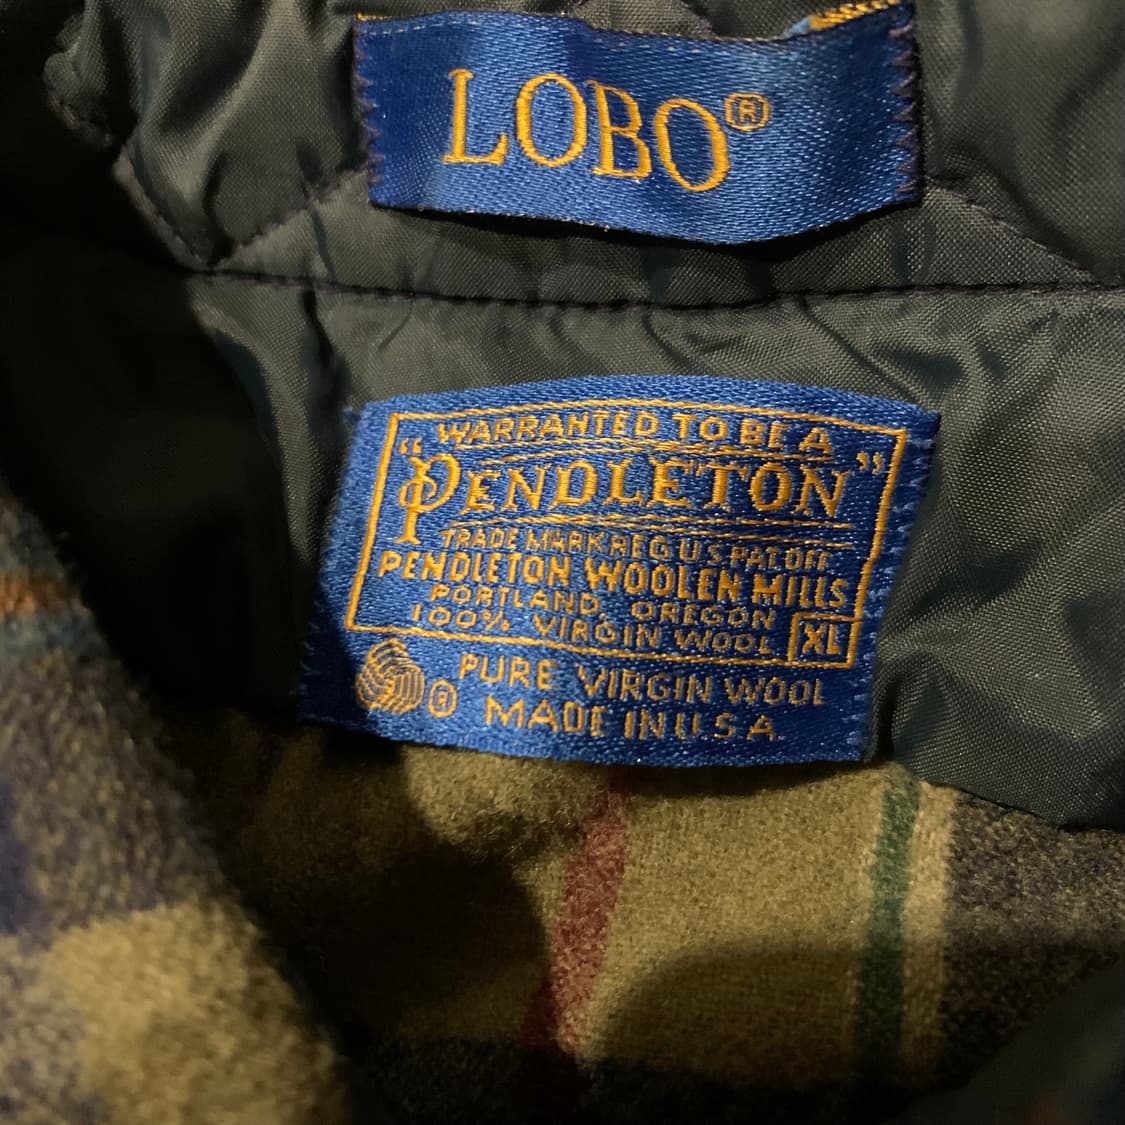 LOBO®
WARRANTED TO BE A
"PENDLETON"
TRADE MARK REG U.S. PAT. OFF.
PENDLETON WOOLEN MILLS
PORTLAND, OREGON
100% VIRGIN WOOL XL
® PURE VIRGIN WOOL
MADE IN U.S.A.